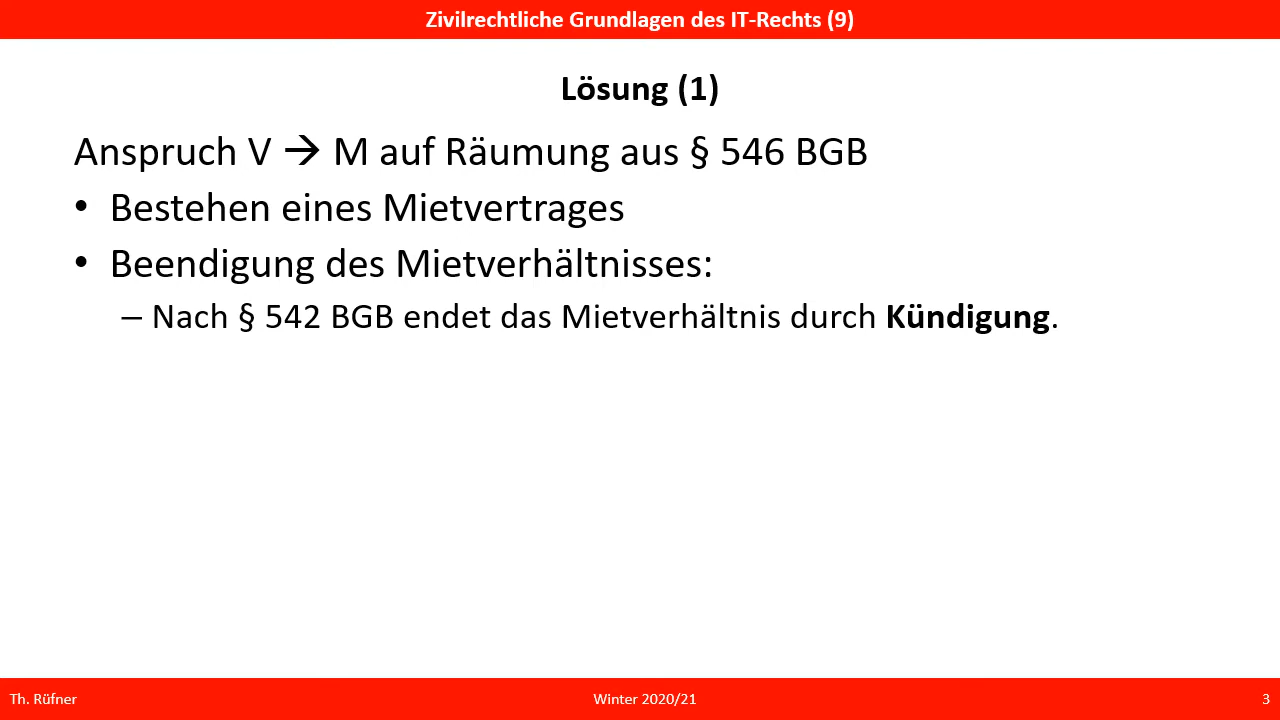 Zivilrechtliche Grundlagen des IT-Rechts (9)
Lösung (1)
Anspruch V → M auf Räumung aus § 546 BGB
• Bestehen eines Mietvertrages
• Beendigung des Mietverhältnisses:
– Nach § 542 BGB endet das Mietverhältnis durch Kündigung.
Th. Rüfner
Winter 2020/21
3